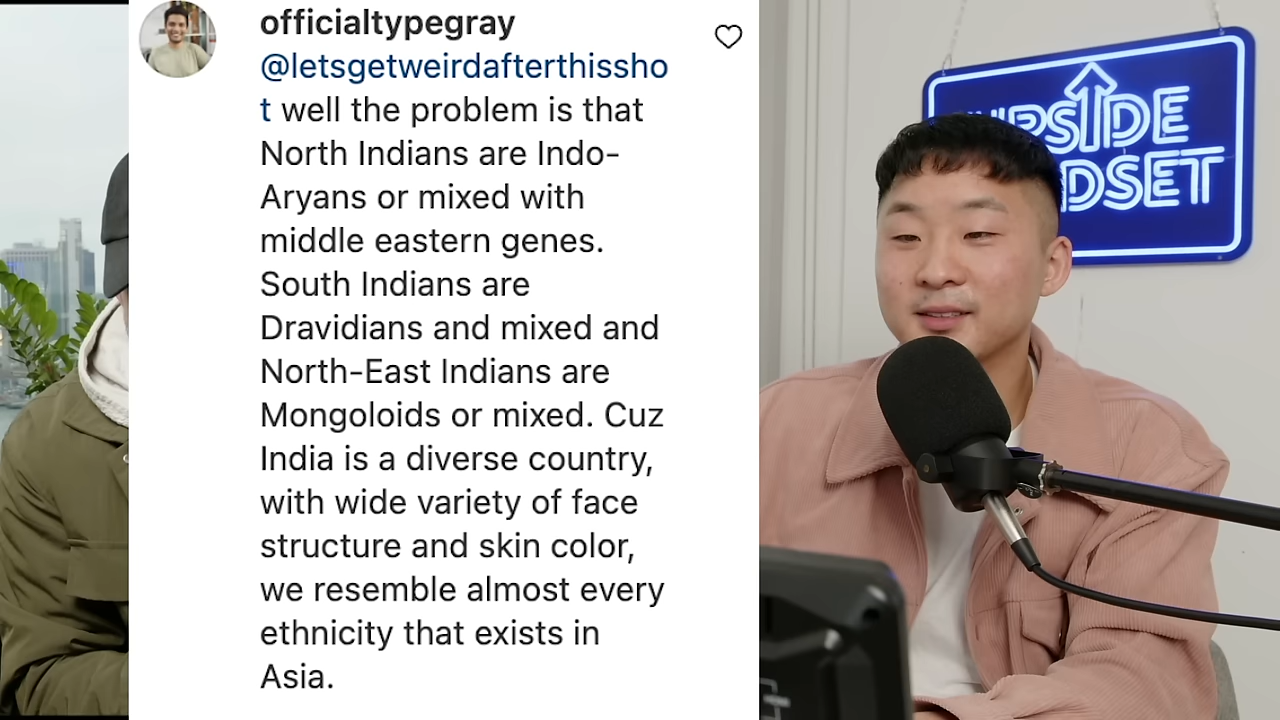 officialtypegray
@letsgetweirdafterthissho
t well the problem is that
North Indians are Indo-
Aryans or mixed with
middle eastern genes.
South Indians are
Dravidians and mixed and
North-East Indians are
Mongoloids or mixed. Cuz
India is a diverse country,
with wide variety of face
structure and skin color,
we resemble almost every
ethnicity that exists in
Asia.